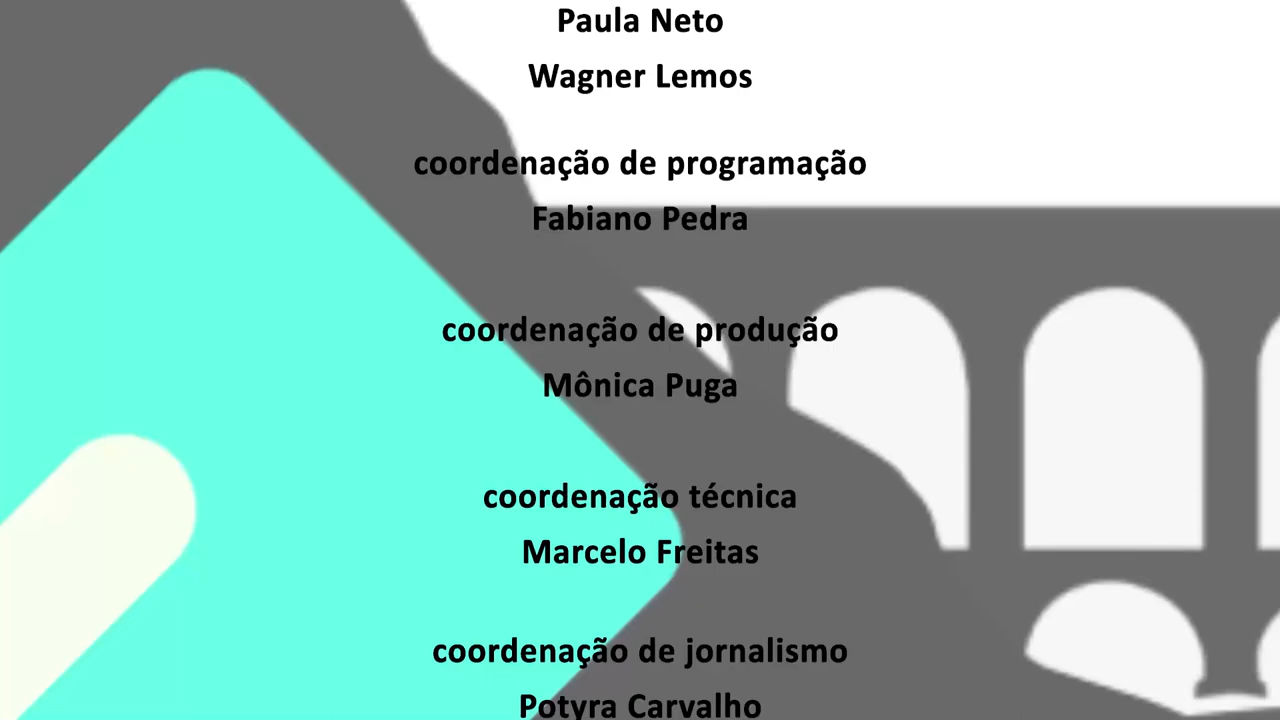 Paula Neto
Wagner Lemos
coordenação de programação
Fabiano Pedra
coordenação de produção
Mônica Puga
coordenação técnica
Marcelo Freitas
coordenação de jornalismo
Potyra Carvalho